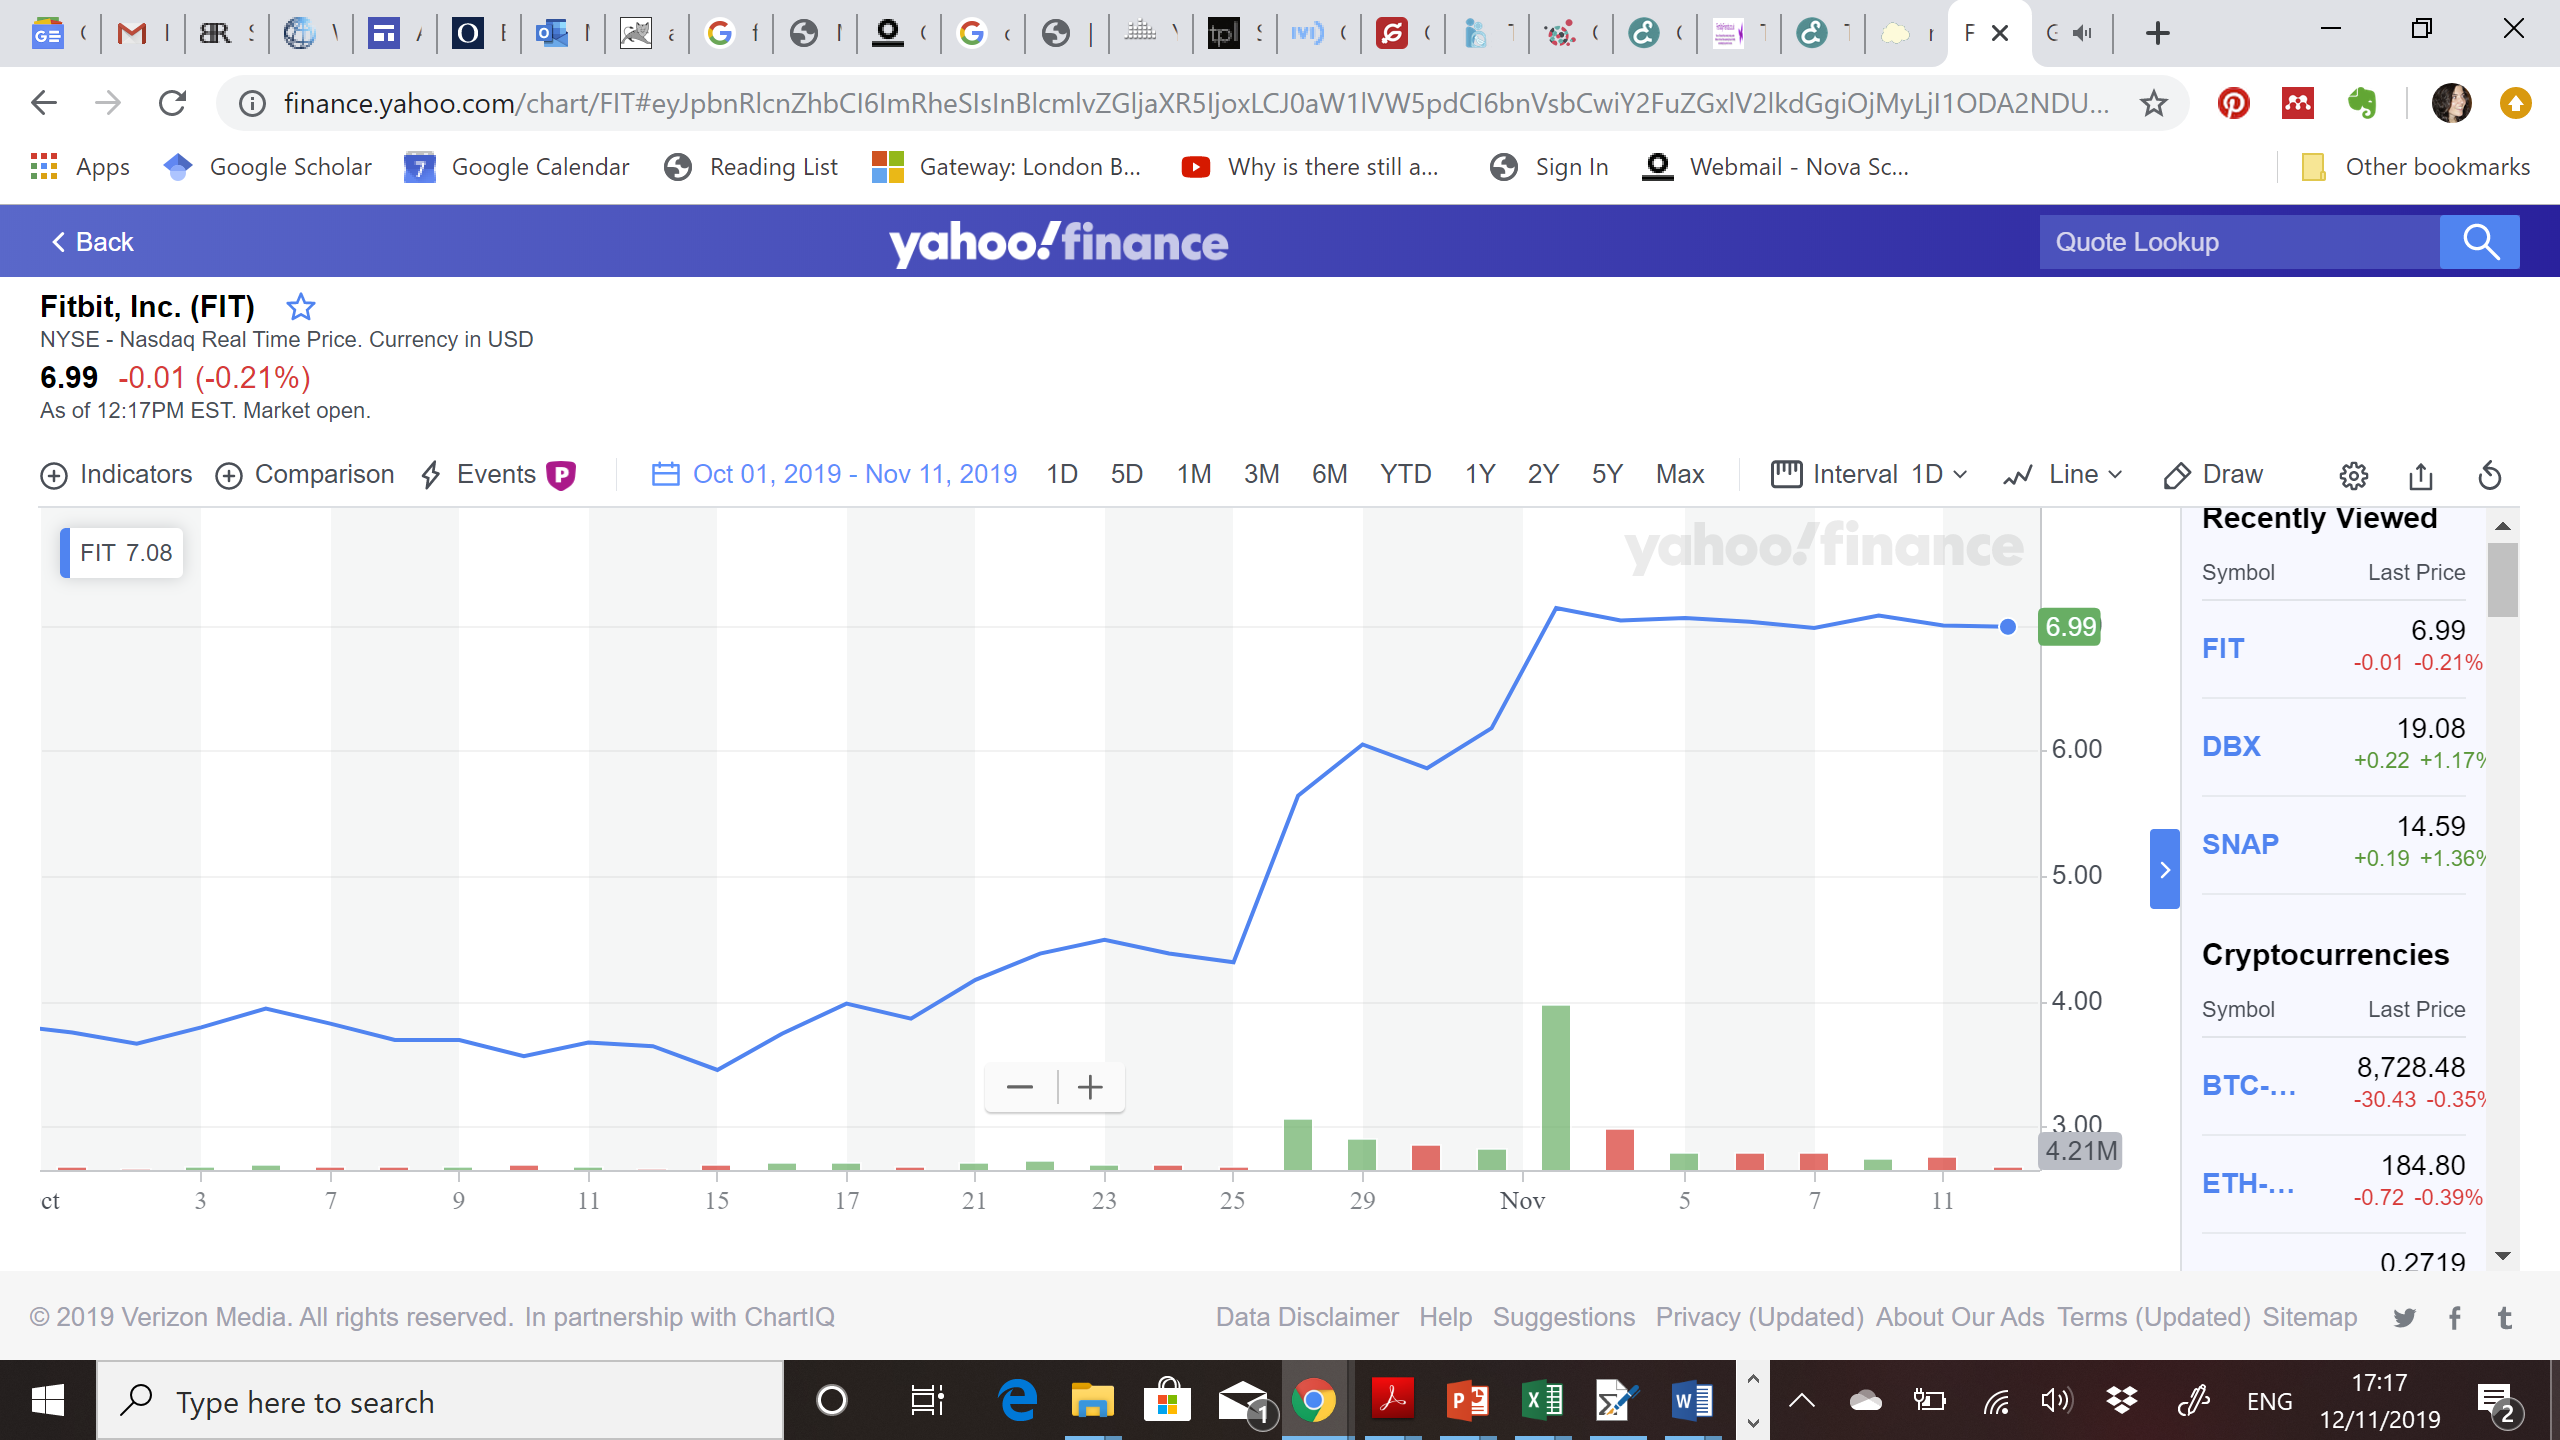 finance.yahoo.com/chart/FIT#eyJpbnRlcnZhbCI6ImRheSIsInBlcmlvZGljaXR5IjoxLCJ0aW1lVW5pdCI6bnVsbCwiY2FuZGxlV2lkdGgiOjMyLjI1ODA2NDU...
Apps Google Scholar Google Calendar Reading List Gateway: London B... Why is there still a... Sign In Webmail - Nova Sc... Other bookmarks
Back yahoo!finance Quote Lookup
Fitbit, Inc. (FIT)
NYSE - Nasdaq Real Time Price. Currency in USD
6.99 -0.01 (-0.21%)
As of 12:17PM EST. Market open.
Indicators Comparison Events P Oct 01, 2019 - Nov 11, 2019 1D 5D 1M 3M 6M YTD 1Y 2Y 5Y Max Interval 1D Line Draw
FIT 7.08
yahoo!finance
6.99
6.00
5.00
4.00
3.00
4.21M
ct 3 7 9 11 15 17 21 23 25 29 Nov 5 7 11
Recently Viewed
Symbol Last Price
FIT 6.99
-0.01 -0.21%
DBX 19.08
+0.22 +1.17%
SNAP 14.59
+0.19 +1.36%
Cryptocurrencies
Symbol Last Price
BTC-... 8,728.48
-30.43 -0.35%
ETH-... 184.80
-0.72 -0.39%
0.2719
© 2019 Verizon Media. All rights reserved. In partnership with ChartIQ Data Disclaimer Help Suggestions Privacy (Updated) About Our Ads Terms (Updated) Sitemap
Type here to search
1
ENG
17:17
12/11/2019
2